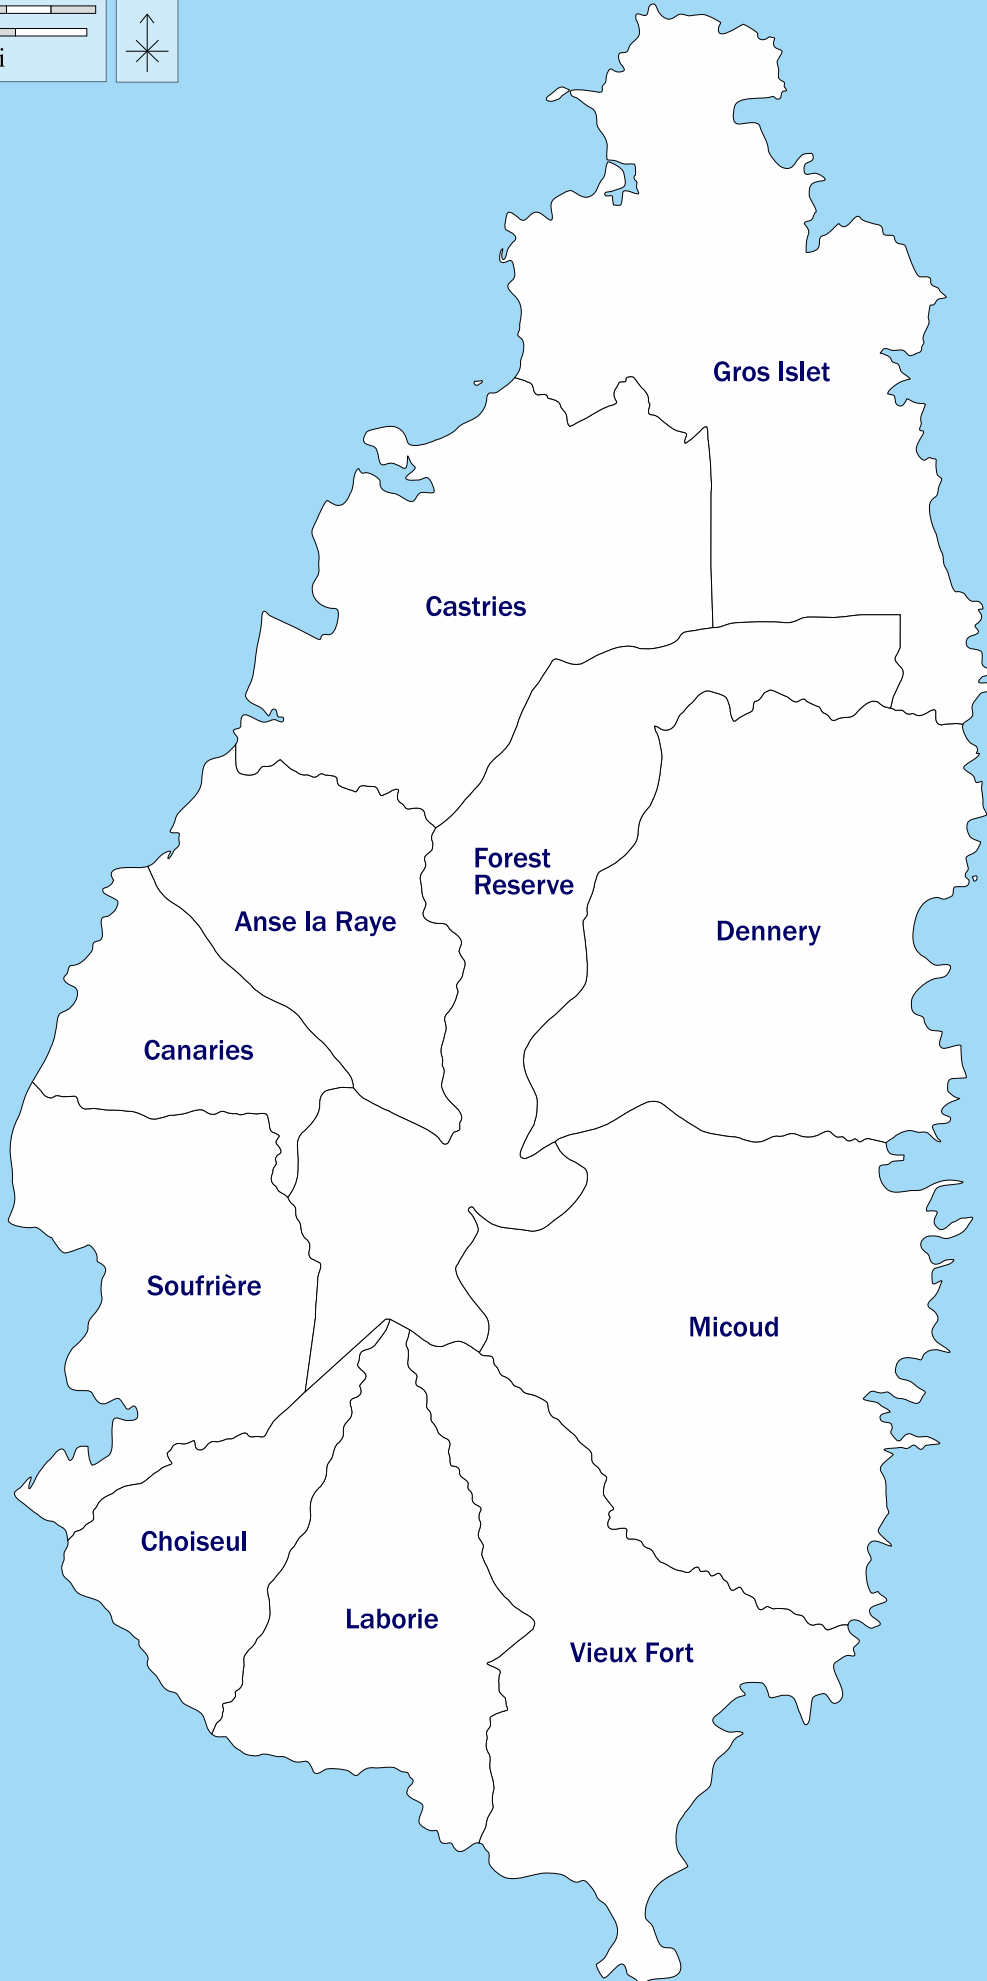 i
Gros Islet
Castries
Forest
Reserve
Anse la Raye
Dennery
Canaries
Soufrière
Micoud
Choiseul
Laborie
Vieux Fort